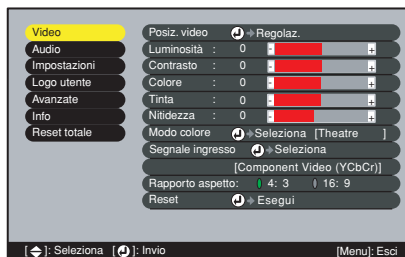 Video
Audio
Impostazioni
Logo utente
Avanzate
Info
Reset totale
Posiz. video Regolaz.
Luminosità : 0 - +
Contrasto : 0 - +
Colore : 0 - +
Tinta : 0 - +
Nitidezza : 0 - +
Modo colore Seleziona [Theatre ]
Segnale ingresso Seleziona
[Component Video (YCbCr)]
Rapporto aspetto: 4: 3 16: 9
Reset Esegui
[ ]: Seleziona [ ]: Invio [Menu]: Esci